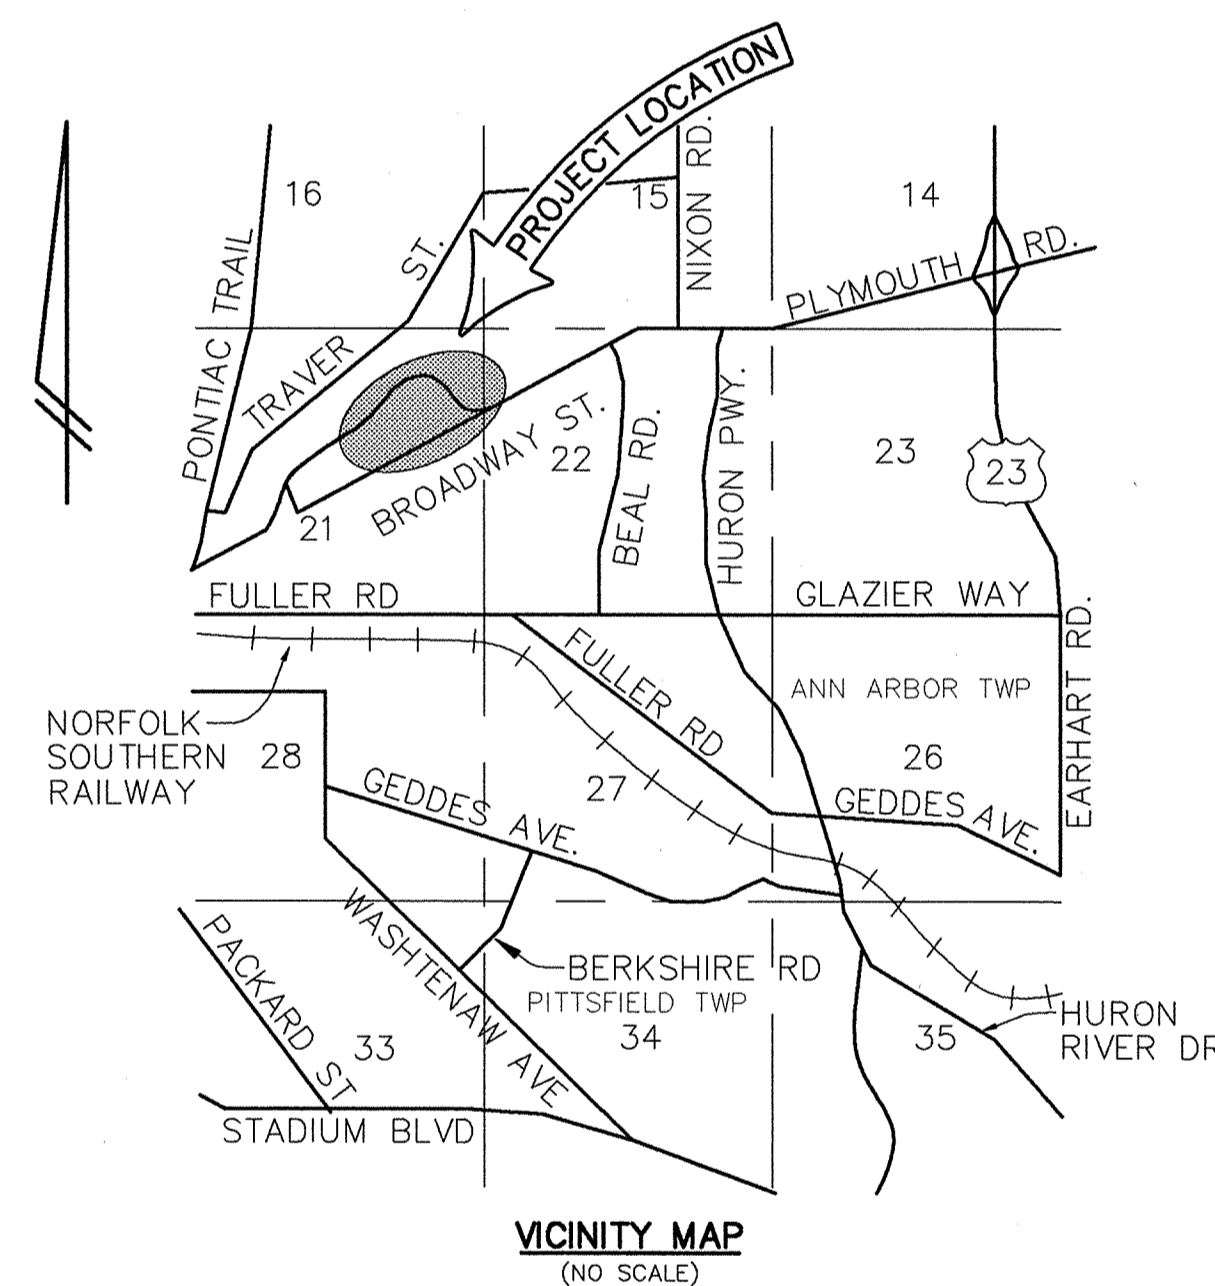 PROJECT LOCATION
16
15
14
NIXON RD.
PLYMOUTH RD.
PONTIAC TRAIL
TRAVER ST.
BROADWAY ST.
22
BEAL RD.
HURON PWY.
23
23
21
FULLER RD
GLAZIER WAY
FULLER RD
ANN ARBOR TWP
EARHART RD.
NORFOLK
SOUTHERN
RAILWAY
28
27
26
GEDDES AVE.
GEDDES AVE.
WASHTENAW AVE
PACKARD ST
BERKSHIRE RD
PITTSFIELD TWP
33
34
35
HURON
RIVER DR
STADIUM BLVD
VICINITY MAP
(NO SCALE)